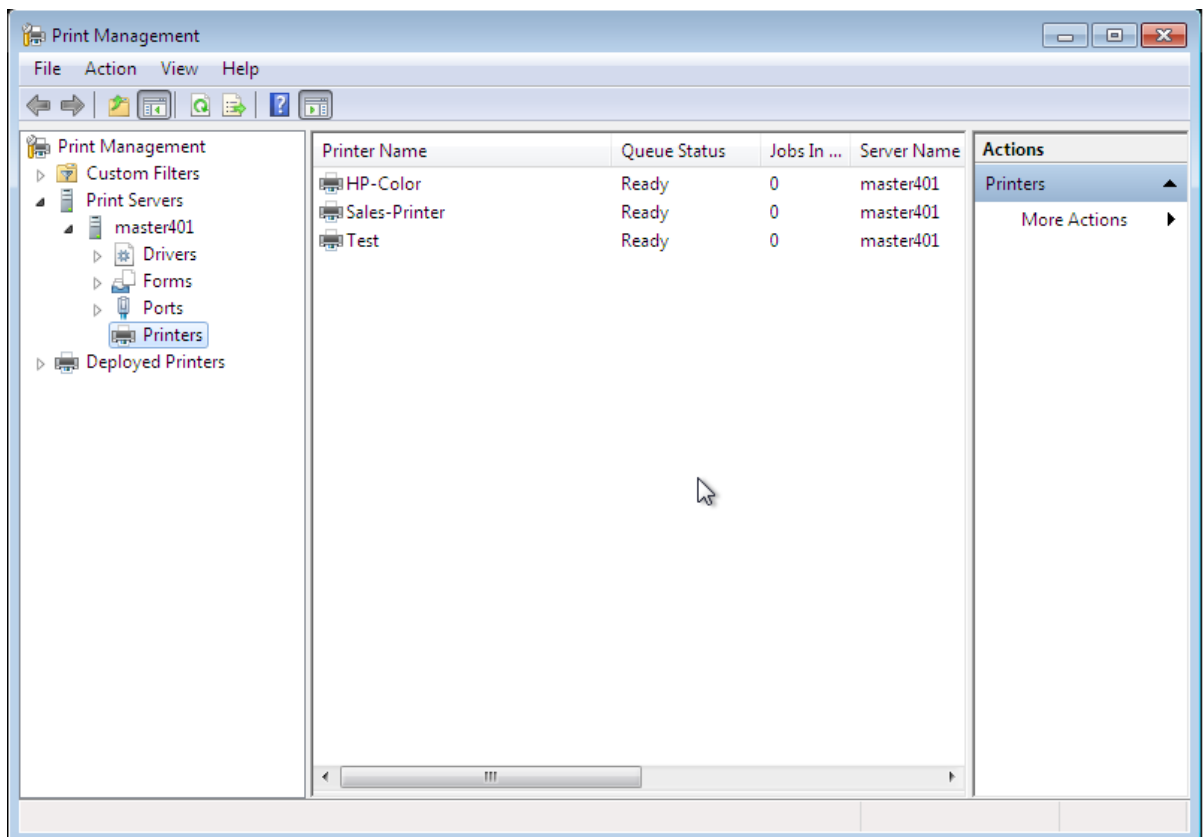 Print Management
File Action View Help
Print Management
Custom Filters
Print Servers
master401
Drivers
Forms
Ports
Printers
Deployed Printers
Printer Name Queue Status Jobs In ... Server Name
HP-Color Ready 0 master401
Sales-Printer Ready 0 master401
Test Ready 0 master401
Actions
Printers
More Actions